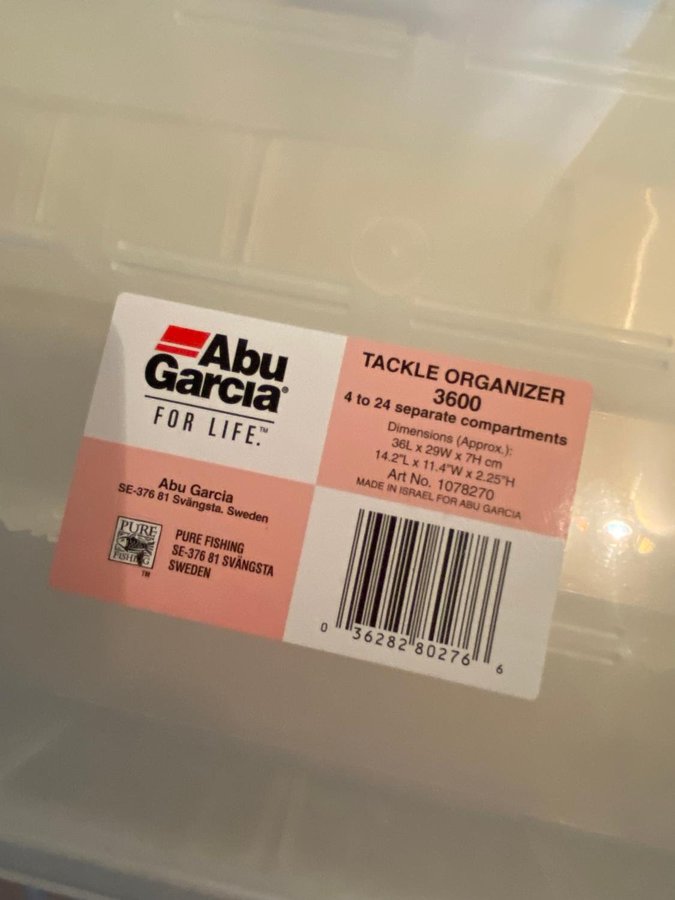 Abu
Garcia®
FOR LIFE.™
TACKLE ORGANIZER
3600
4 to 24 separate compartments
Dimensions (Approx.):
36L x 29W x 7H cm
14.2"L x 11.4"W x 2.25"H
Art No. 1078270
MADE IN ISRAEL FOR ABU GARCIA
Abu Garcia
SE-376 81 Svängsta. Sweden
PURE
FISHING
TM
PURE FISHING
SE-376 81 SVÄNGSTA
SWEDEN
0 36282 80276 6